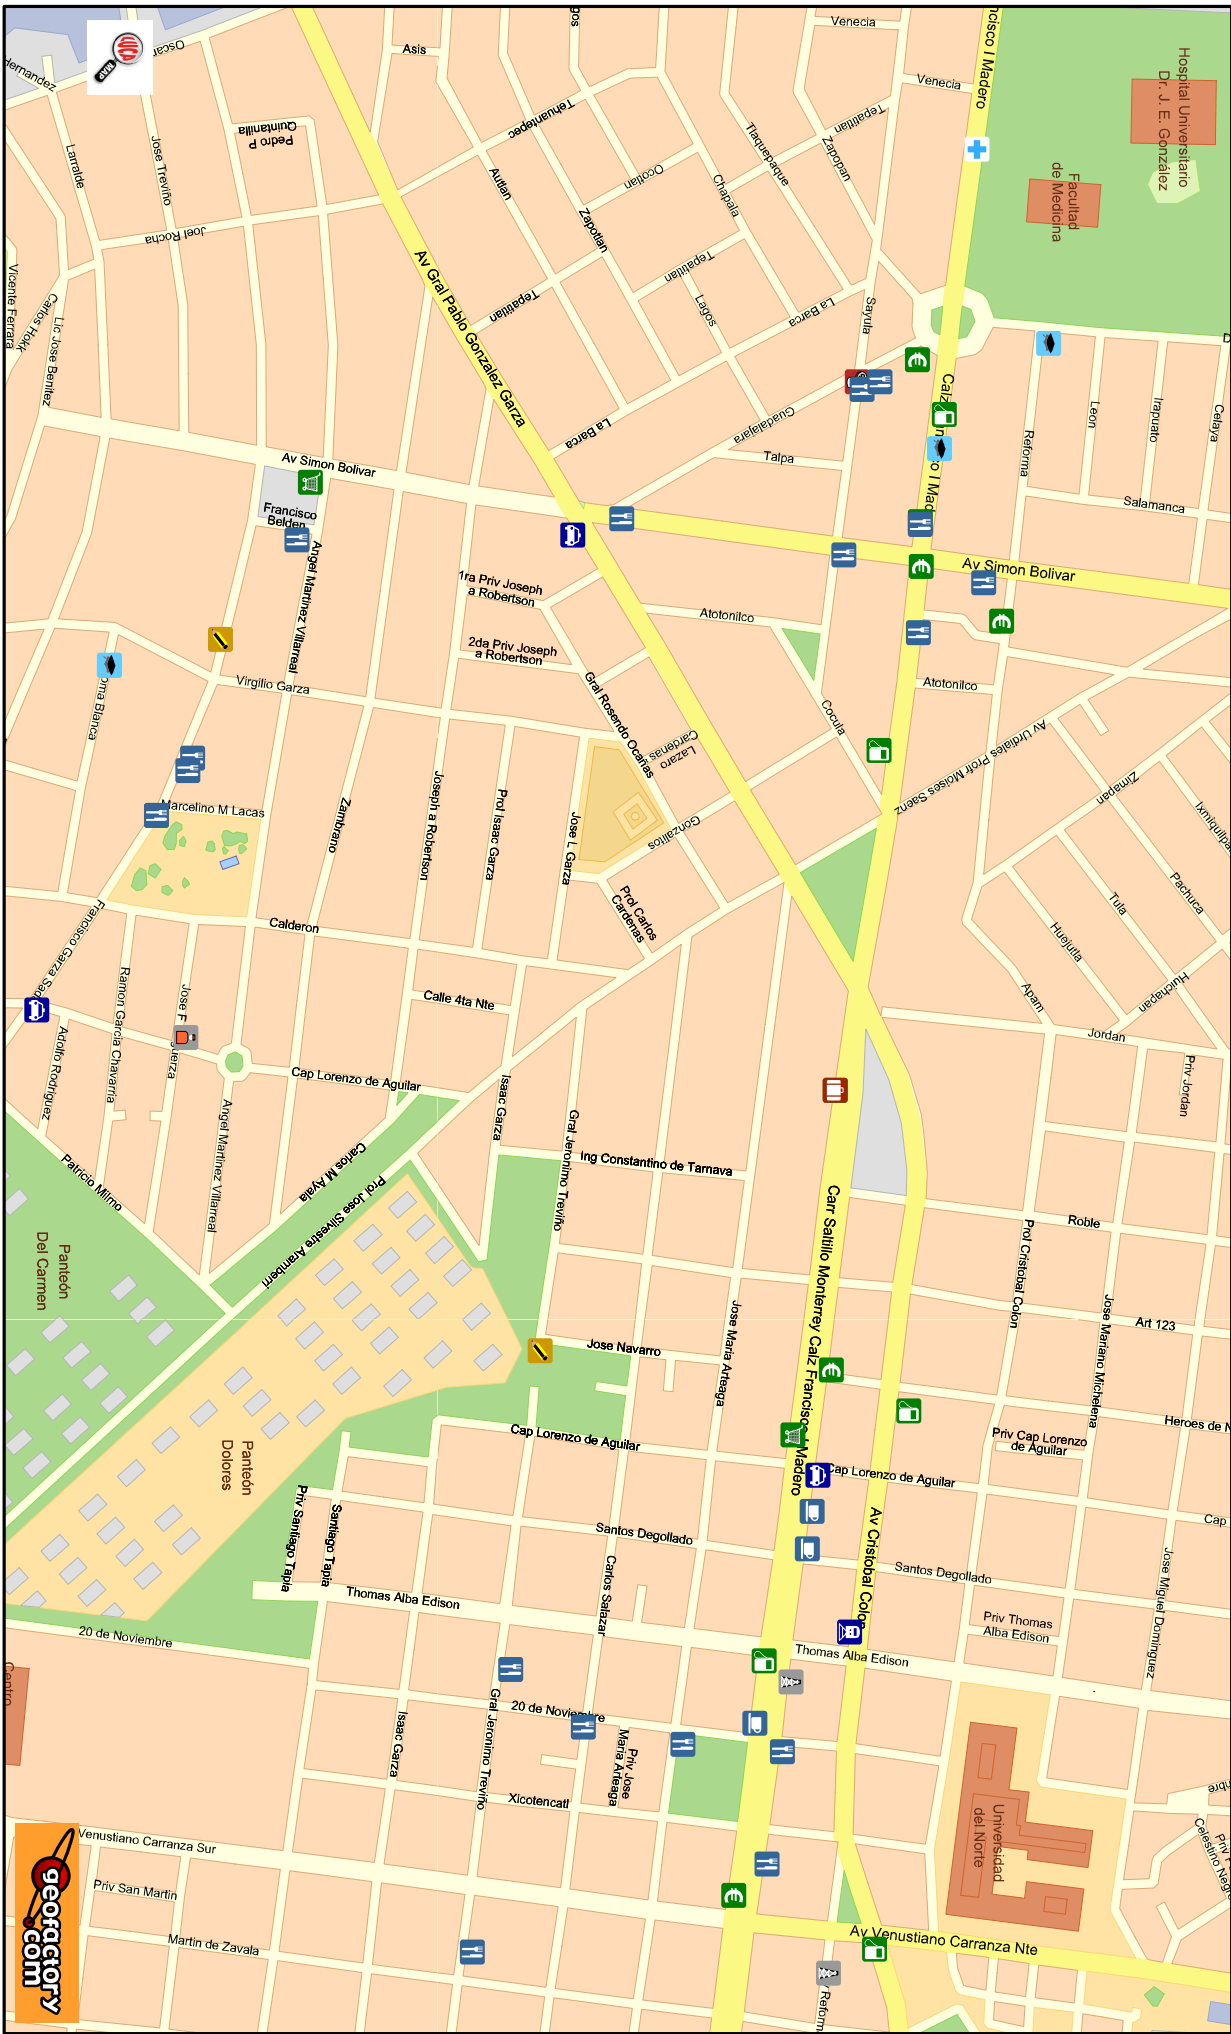 Venecia
Asis
Hernandez
Venecia
Hospital Universitario
Dr. J. E. González
Facultad
de Medicina
UCG
MAP
Pedro P
Quintanilla
Tehuantepec
Tepatitlan
Tlaquepaque
Zapopan
Larralde
Jose Treviño
Autlan
Ocotlan
Chapala
Zapotlan
Joel Rocha
Tepatitlan
Tepatitlan
Lagos
La Barca
Sayula
Vicente Ferrara
Carlos Hokk
Lic Jose Benitez
Av Gral Pablo Gonzalez Garza
La Barca
Guadalajara
Talpa
Reforma
Leon
Irapuato
Celaya
Salamanca
Av Simon Bolivar
Francisco
Belden
Angel Martinez Villarreal
Av Simon Bolivar
1ra Priv Joseph
a Robertson
2da Priv Joseph
a Robertson
Atotonilco
Atotonilco
Virgilio Garza
Gral Rosendo Ocañas
Lazaro
Cardenas
Cocula
Av Urdiales Profr Moises Saenz
Zimapan
Marcelino M Lacas
Zambrano
Joseph a Robertson
Prol Isaac Garza
Jose L Garza
Gonzalitos
Prol Carlos
Cardenas
Pachuca
Tula
Huejutla
Huichapan
Apam
Jordan
Priv Jordan
Calderon
Calle 4ta Nte
Ramon Garcia Chavarria
Adolfo Rodriguez
Cap Lorenzo de Aguilar
Isaac Garza
Gral Jeronimo Treviño
Ing Constantino de Tarnava
Angel Martinez Villarreal
Carlos M Ayala
Prol Jose Silvestre Aramberri
Patricio Milmo
Panteón
Del Carmen
Roble
Prol Cristobal Colon
Jose Mariano Michelena
Art 123
Jose Navarro
Jose Maria Arteaga
Carr Saltillo Monterrey Calz Francisco I Madero
Panteón
Dolores
Cap Lorenzo de Aguilar
Priv Cap Lorenzo
de Aguilar
Cap Lorenzo de Aguilar
Priv Santiago Tapia
Santiago Tapia
Santos Degollado
Carlos Salazar
Santos Degollado
Av Cristobal Colon
Jose Miguel Dominguez
Thomas Alba Edison
Priv Thomas
Alba Edison
Thomas Alba Edison
20 de Noviembre
20 de Noviembre
Isaac Garza
Gral Jeronimo Treviño
Priv Jose
Maria Arteaga
Xicotencatl
Universidad
del Norte
Venustiano Carranza Sur
Priv San Martin
Martin de Zavala
Av Venustiano Carranza Nte
georactory
.com